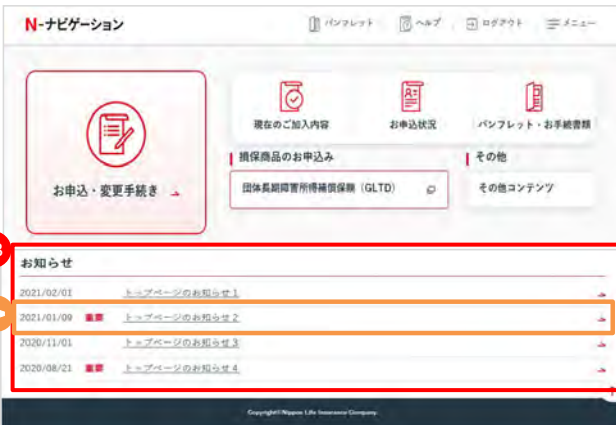 N-ナビゲーション
パンフレット ヘルプ ログアウト メニュー
お申込・変更手続き
現在のご加入内容 お申込状況 パンフレット・お手続書類
損保商品のお申込み
団体長期障害所得補償保険（GLTD）
その他
その他コンテンツ
お知らせ
2021/02/01 トップページのお知らせ1
2021/01/09 重要 トップページのお知らせ2
2020/11/01 トップページのお知らせ3
2020/08/21 重要 トップページのお知らせ4
Copyright©Nippon Life Insurance Company.